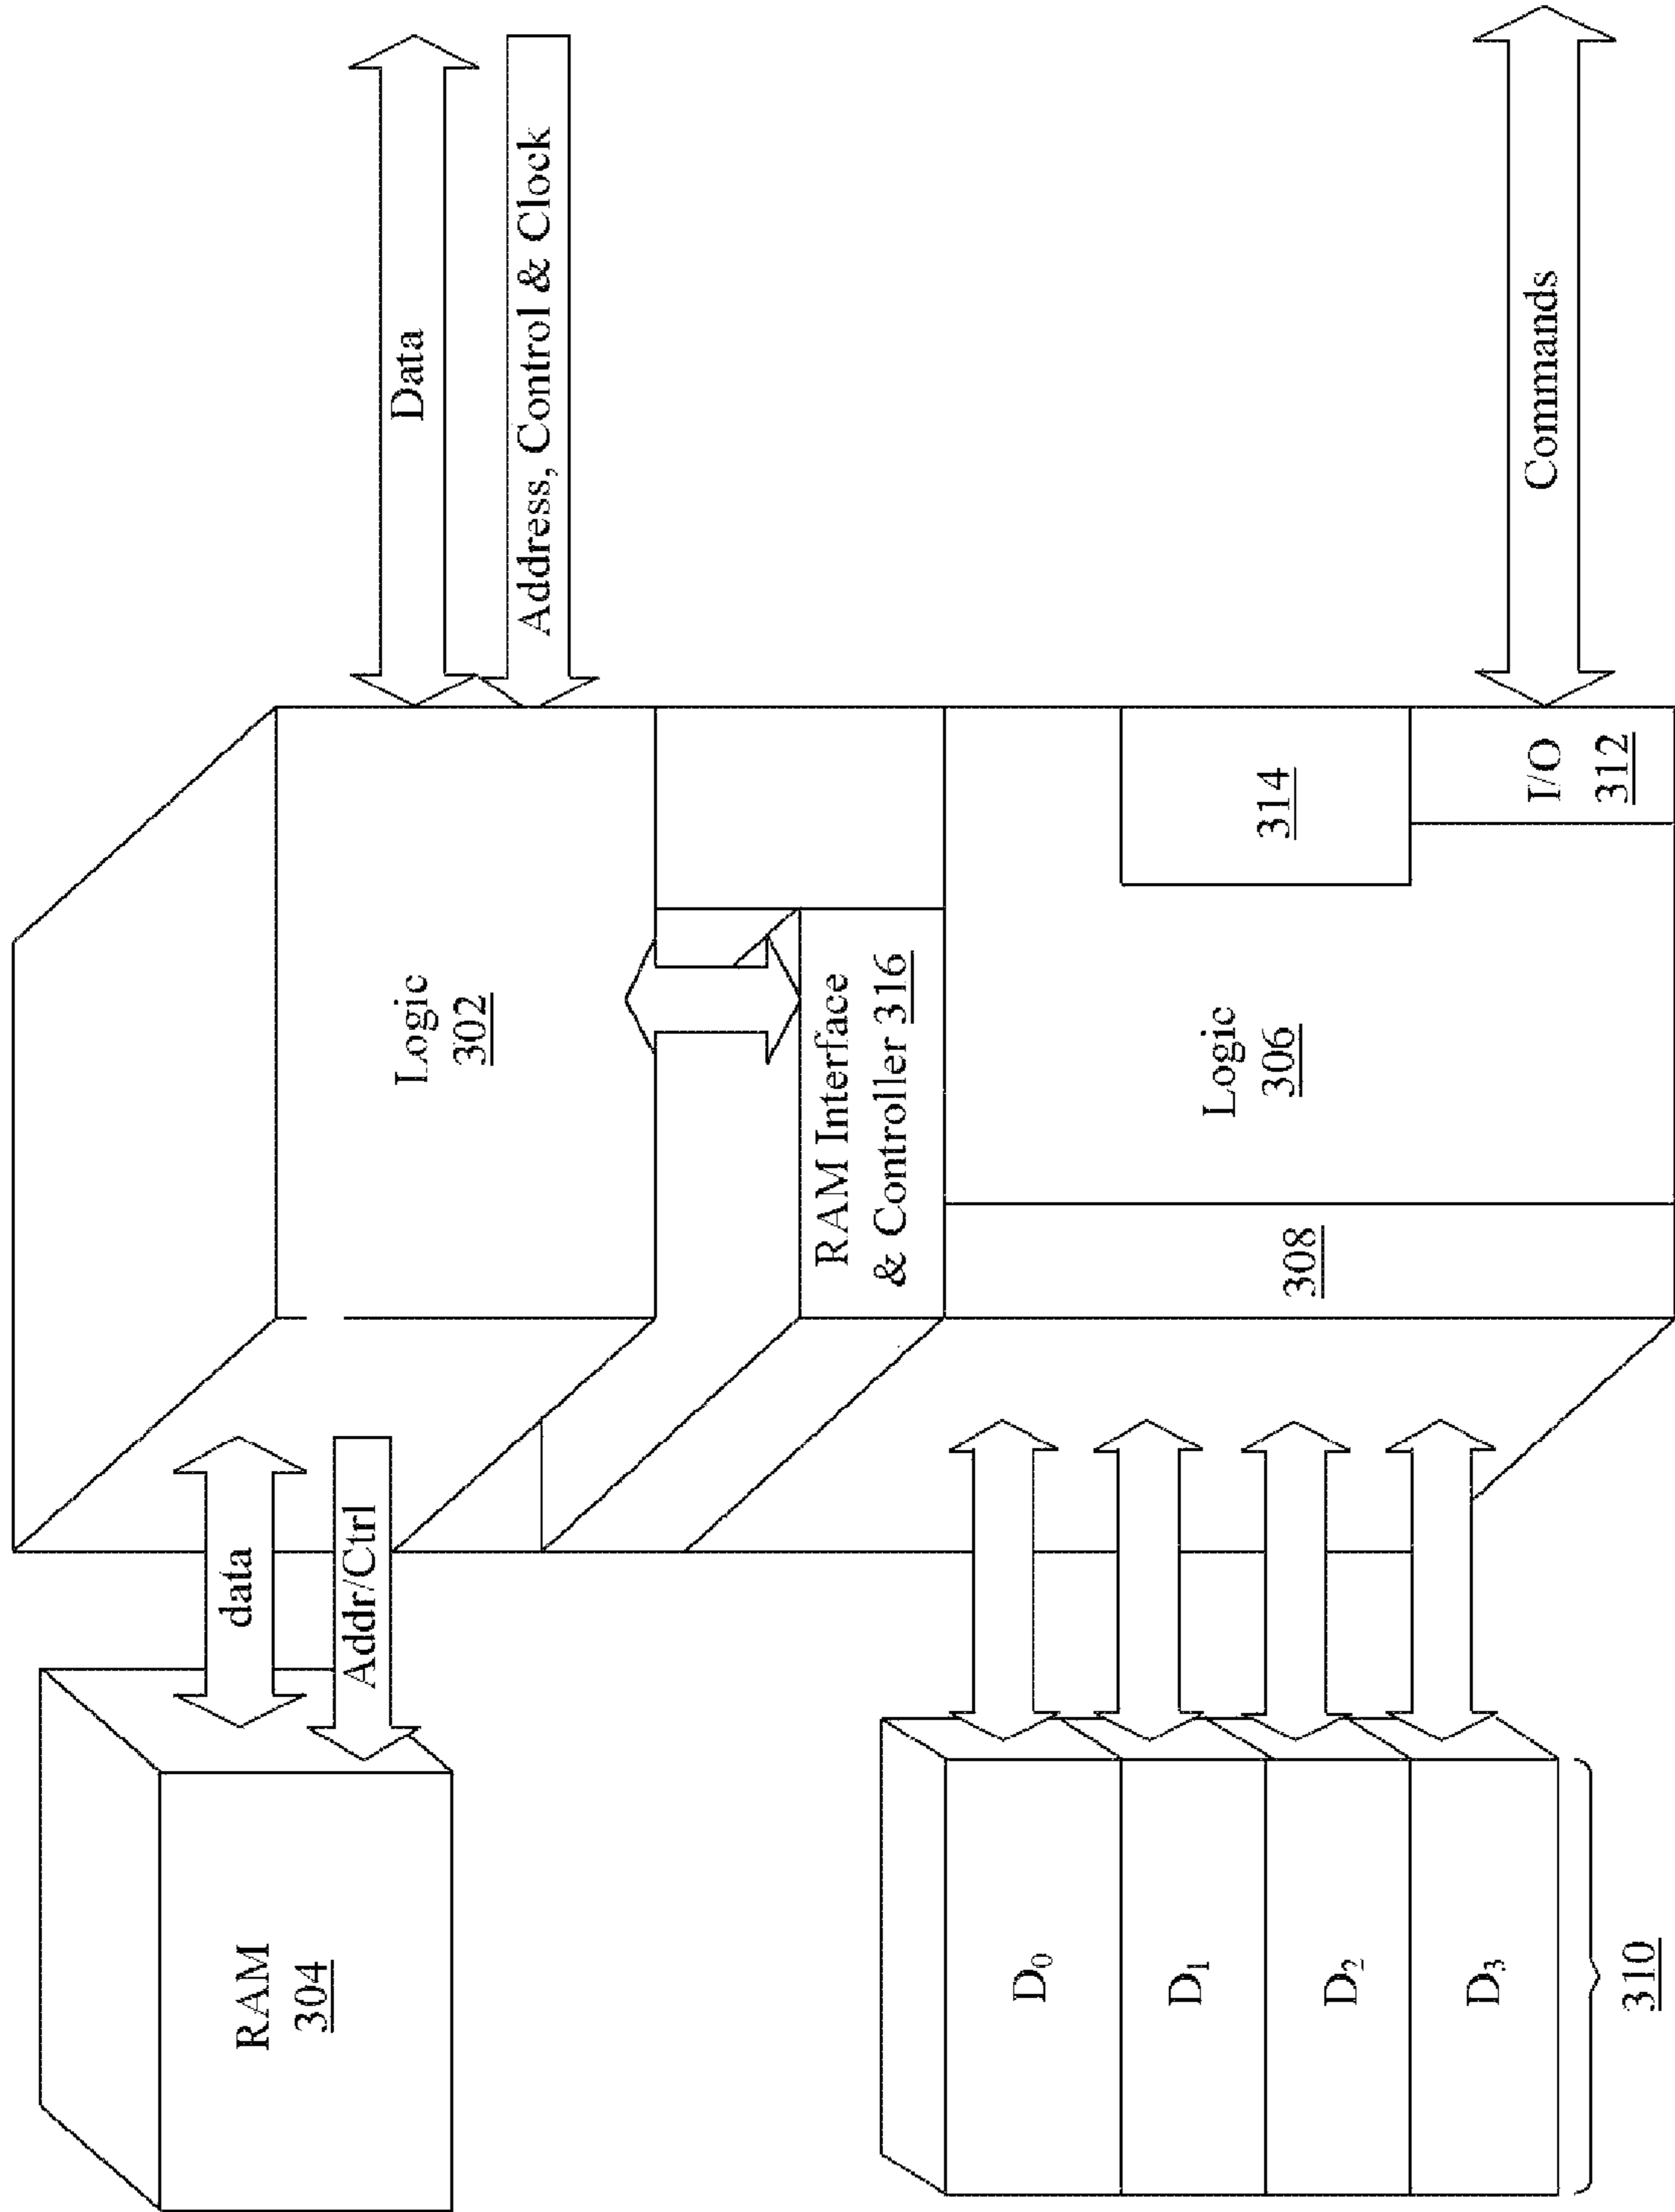 Data
Address, Control & Clock
Commands
Logic
302
RAM Interface
& Controller 316
Logic
306
314
I/O
312
308
data
Addr/Ctrl
RAM
304
D₀
D₁
D₂
D₃
310